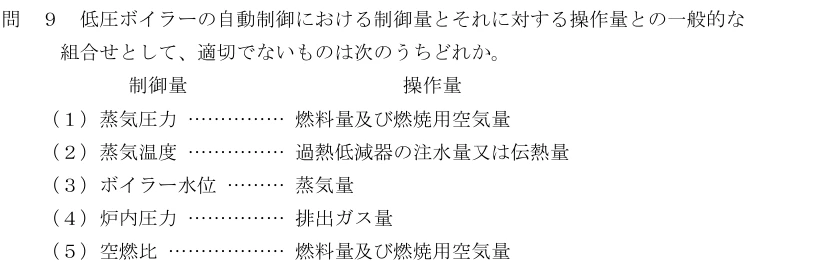 問　９　低圧ボイラーの自動制御における制御量とそれに対する操作量との一般的な
組合せとして、適切でないものは次のうちどれか。
制御量　操作量
（１）蒸気圧力 …………… 燃料量及び燃焼用空気量
（２）蒸気温度 …………… 過熱低減器の注水量又は伝熱量
（３）ボイラー水位 ……… 蒸気量
（４）炉内圧力 …………… 排出ガス量
（５）空燃比 ……………… 燃料量及び燃焼用空気量